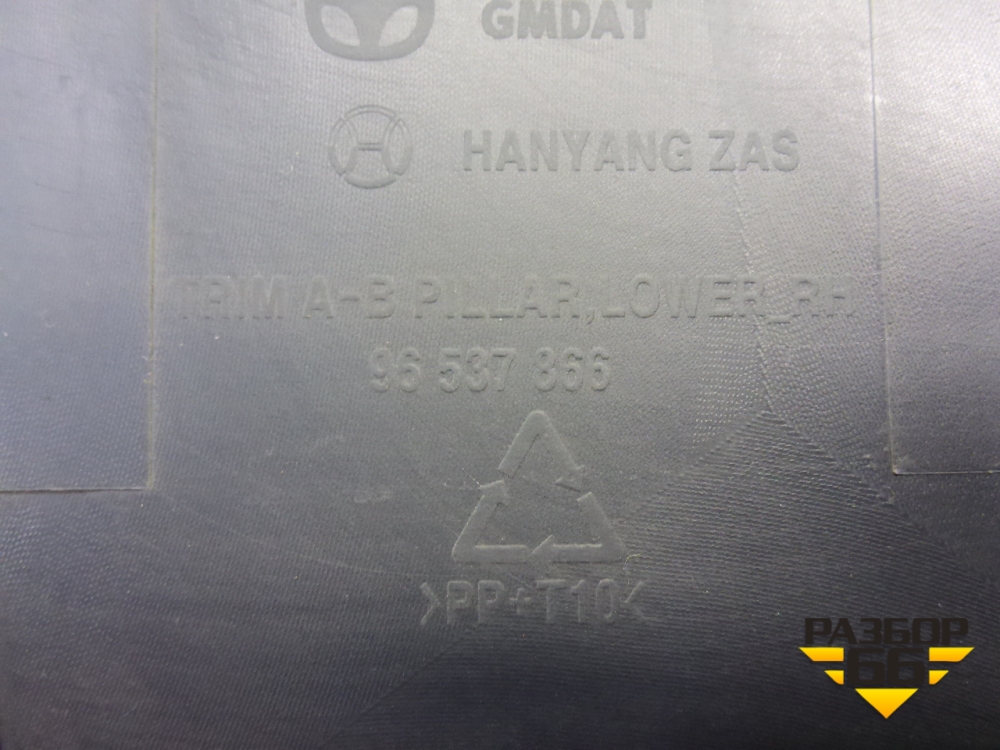 GMDAT
HANYANG ZAS
TRIM A-B PILLAR,LOWER_RH
96 537 866
>PP+T10<
РАЗБОР
66